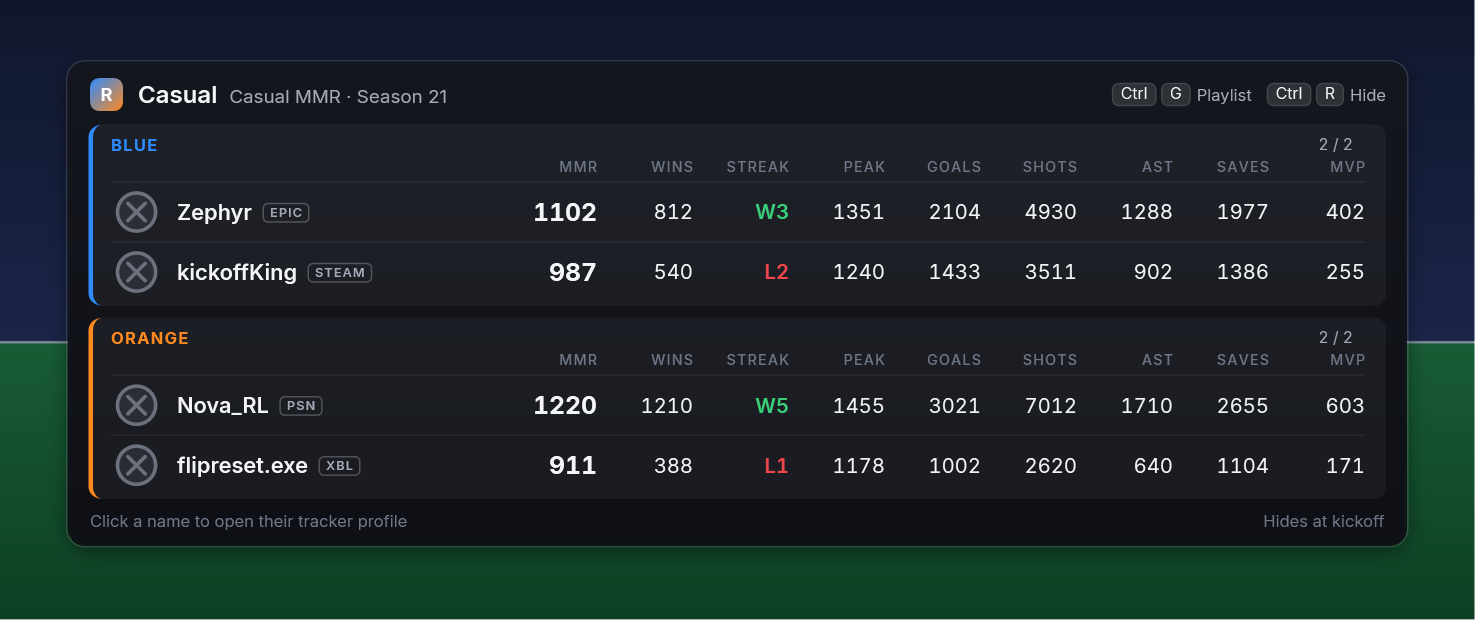 R Casual Casual MMR · Season 21 Ctrl G Playlist Ctrl R Hide
BLUE 2 / 2
MMR WINS STREAK PEAK GOALS SHOTS AST SAVES MVP
Zephyr EPIC 1102 812 W3 1351 2104 4930 1288 1977 402
kickoffKing STEAM 987 540 L2 1240 1433 3511 902 1386 255
ORANGE 2 / 2
MMR WINS STREAK PEAK GOALS SHOTS AST SAVES MVP
Nova_RL PSN 1220 1210 W5 1455 3021 7012 1710 2655 603
flipreset.exe XBL 911 388 L1 1178 1002 2620 640 1104 171
Click a name to open their tracker profile Hides at kickoff